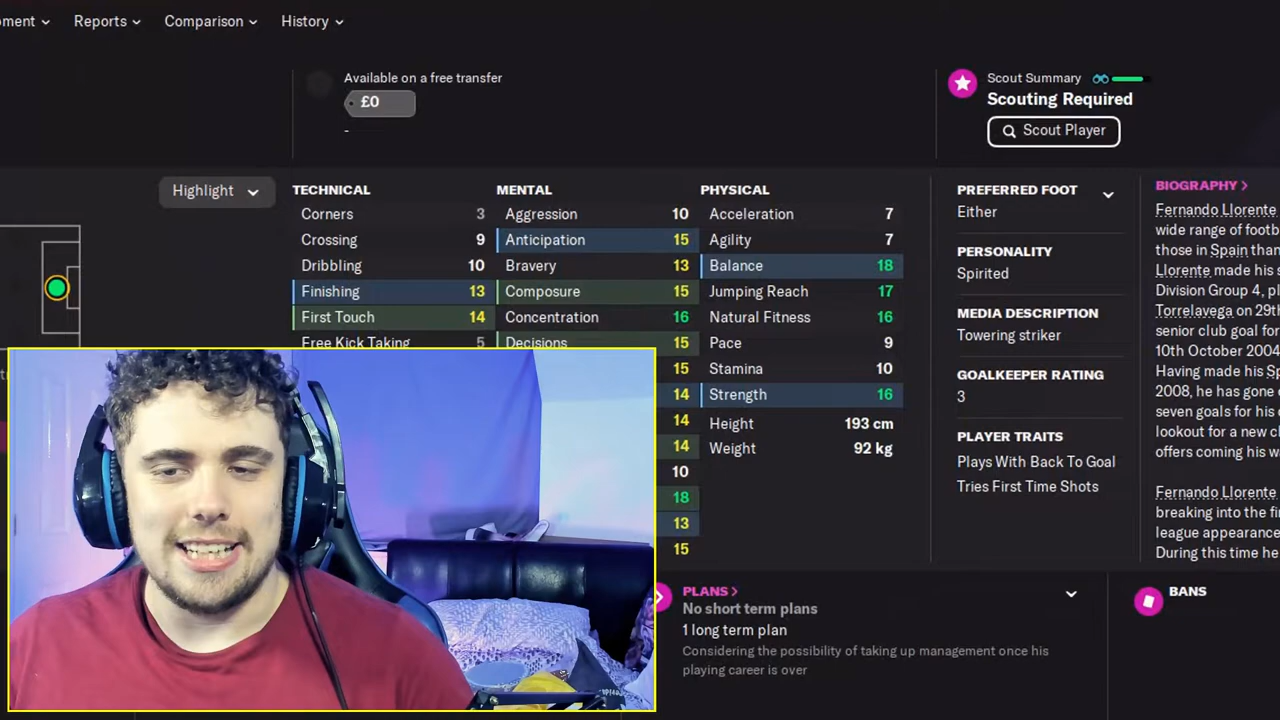 Reports
Comparison
History
Available on a free transfer
£0
-
Scout Summary
Scouting Required
Scout Player
Highlight
TECHNICAL
Corners 3
Crossing 9
Dribbling 10
Finishing 13
First Touch 14
Free Kick Taking 5
MENTAL
Aggression 10
Anticipation 15
Bravery 13
Composure 15
Concentration 16
Decisions 15
15
14
14
14
10
18
13
15
PHYSICAL
Acceleration 7
Agility 7
Balance 18
Jumping Reach 17
Natural Fitness 16
Pace 9
Stamina 10
Strength 16
Height 193 cm
Weight 92 kg
PREFERRED FOOT
Either
PERSONALITY
Spirited
MEDIA DESCRIPTION
Towering striker
GOALKEEPER RATING
3
PLAYER TRAITS
Plays With Back To Goal
Tries First Time Shots
BIOGRAPHY
Fernando Llorente
wide range of footb
those in Spain than
Llorente made his s
Division Group 4, pl
Torrelavega on 29th
senior club goal for
10th October 2004
Having made his Sp
2008, he has gone
seven goals for his c
lookout for a new cl
offers coming his w
Fernando Llorente
breaking into the fir
league appearance
During this time he
PLANS
No short term plans
1 long term plan
Considering the possibility of taking up management once his
playing career is over
BANS